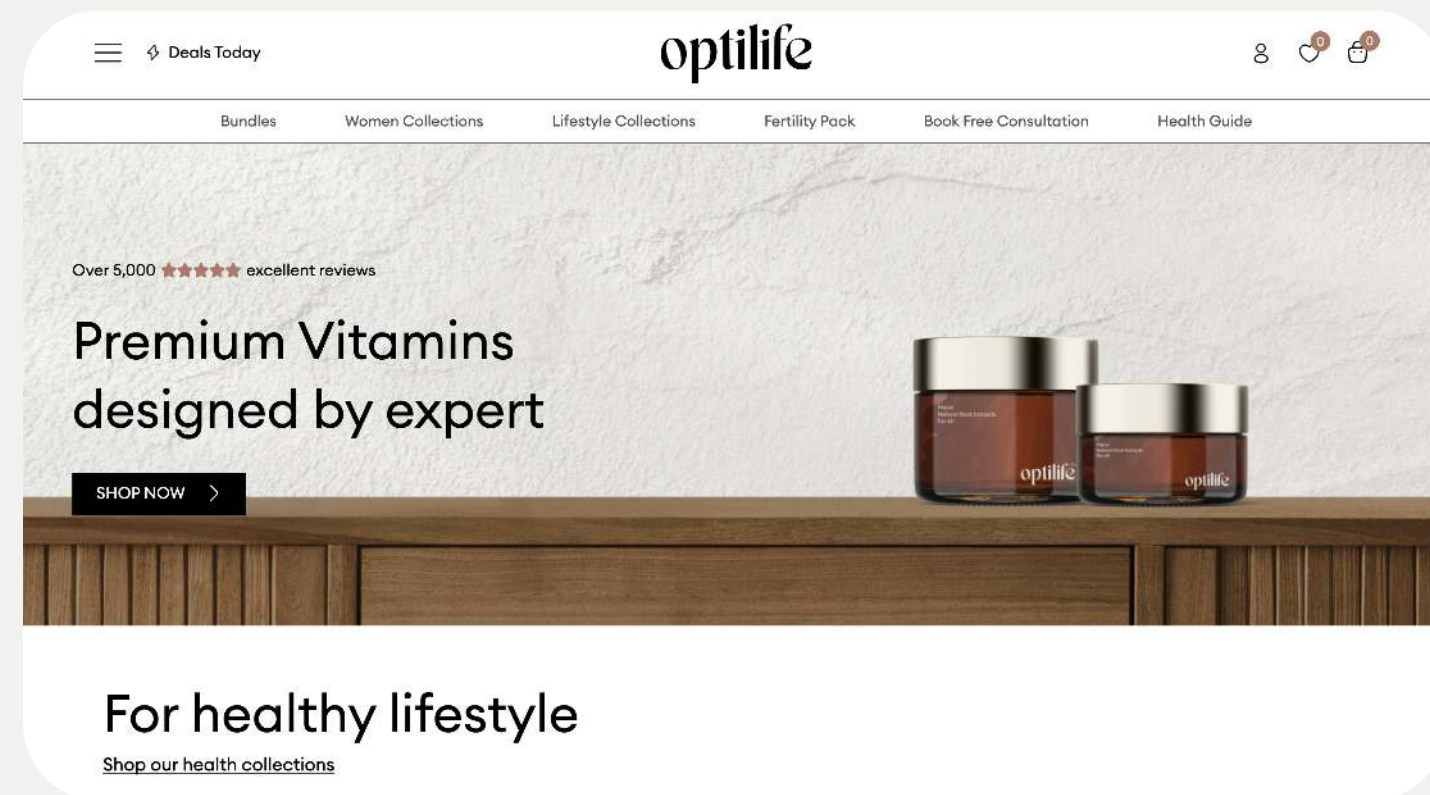 Deals Today
optilife
0
0
Bundles
Women Collections
Lifestyle Collections
Fertility Pack
Book Free Consultation
Health Guide
Over 5,000 ★★★★★ excellent reviews
Premium Vitamins
designed by expert
SHOP NOW
optilife
optilife
For healthy lifestyle
Shop our health collections